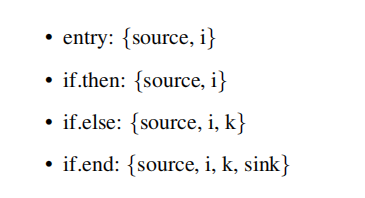 • entry: {source, i}
• if.then: {source, i}
• if.else: {source, i, k}
• if.end: {source, i, k, sink}